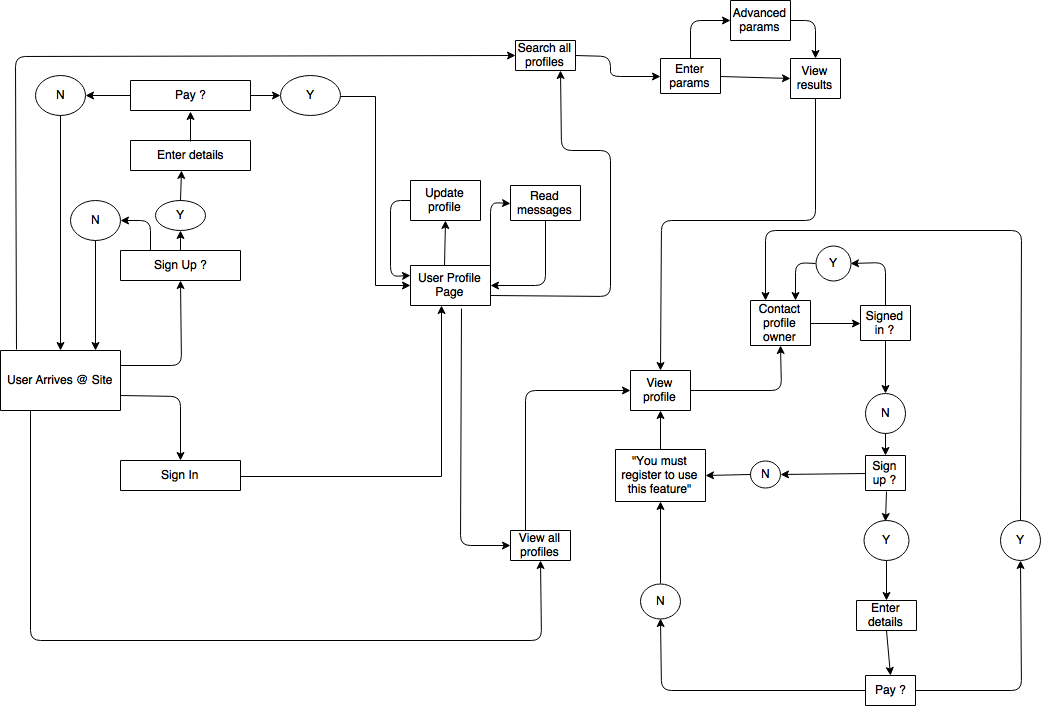 Advanced
params
Search all
profiles
Enter
params
View
results
N
Pay ?
Y
Enter details
Update
profile
Read
messages
N
Y
Sign Up ?
User Profile
Page
Y
Contact
profile
owner
Signed
in ?
User Arrives @ Site
View
profile
N
Sign In
"You must
register to use
this feature"
N
Sign
up ?
View all
profiles
Y
Y
N
Enter
details
Pay ?